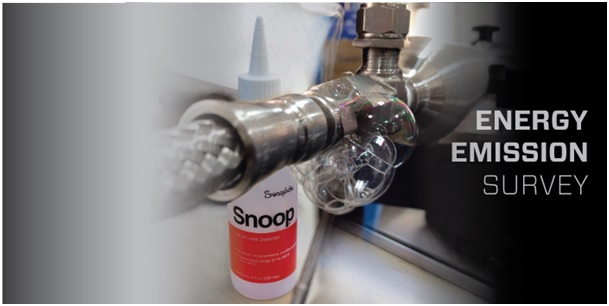 ENERGY
EMISSION
SURVEY
Swagelok
Snoop